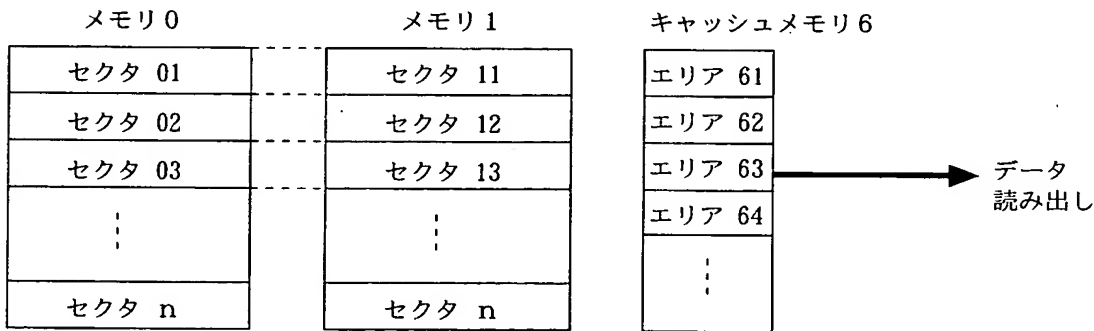 メモリ0
メモリ1
キャッシュメモリ6
セクタ 01
セクタ 11
エリア 61
セクタ 02
セクタ 12
エリア 62
セクタ 03
セクタ 13
エリア 63
データ
読み出し
エリア 64
セクタ n
セクタ n